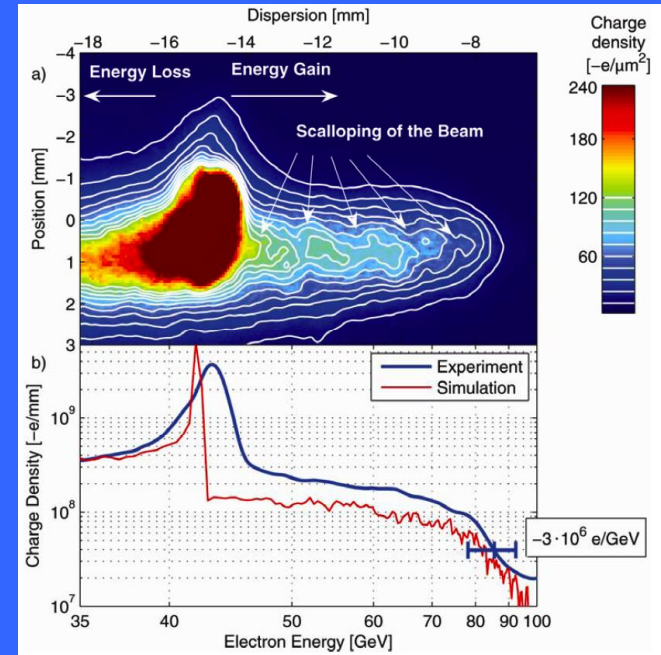 Dispersion [mm]
-18 -16 -14 -12 -10 -8
Charge
density
[–e/µm²]
a)
Energy Loss
Energy Gain
Scalloping of the Beam
Position [mm]
-4
-3
-2
-1
0
1
2
3
240
180
120
60
b)
Experiment
Simulation
Charge Density [–e/mm]
10⁹
10⁸
10⁷
–3·10⁶ e/GeV
35 40 50 60 70 80 90 100
Electron Energy [GeV]